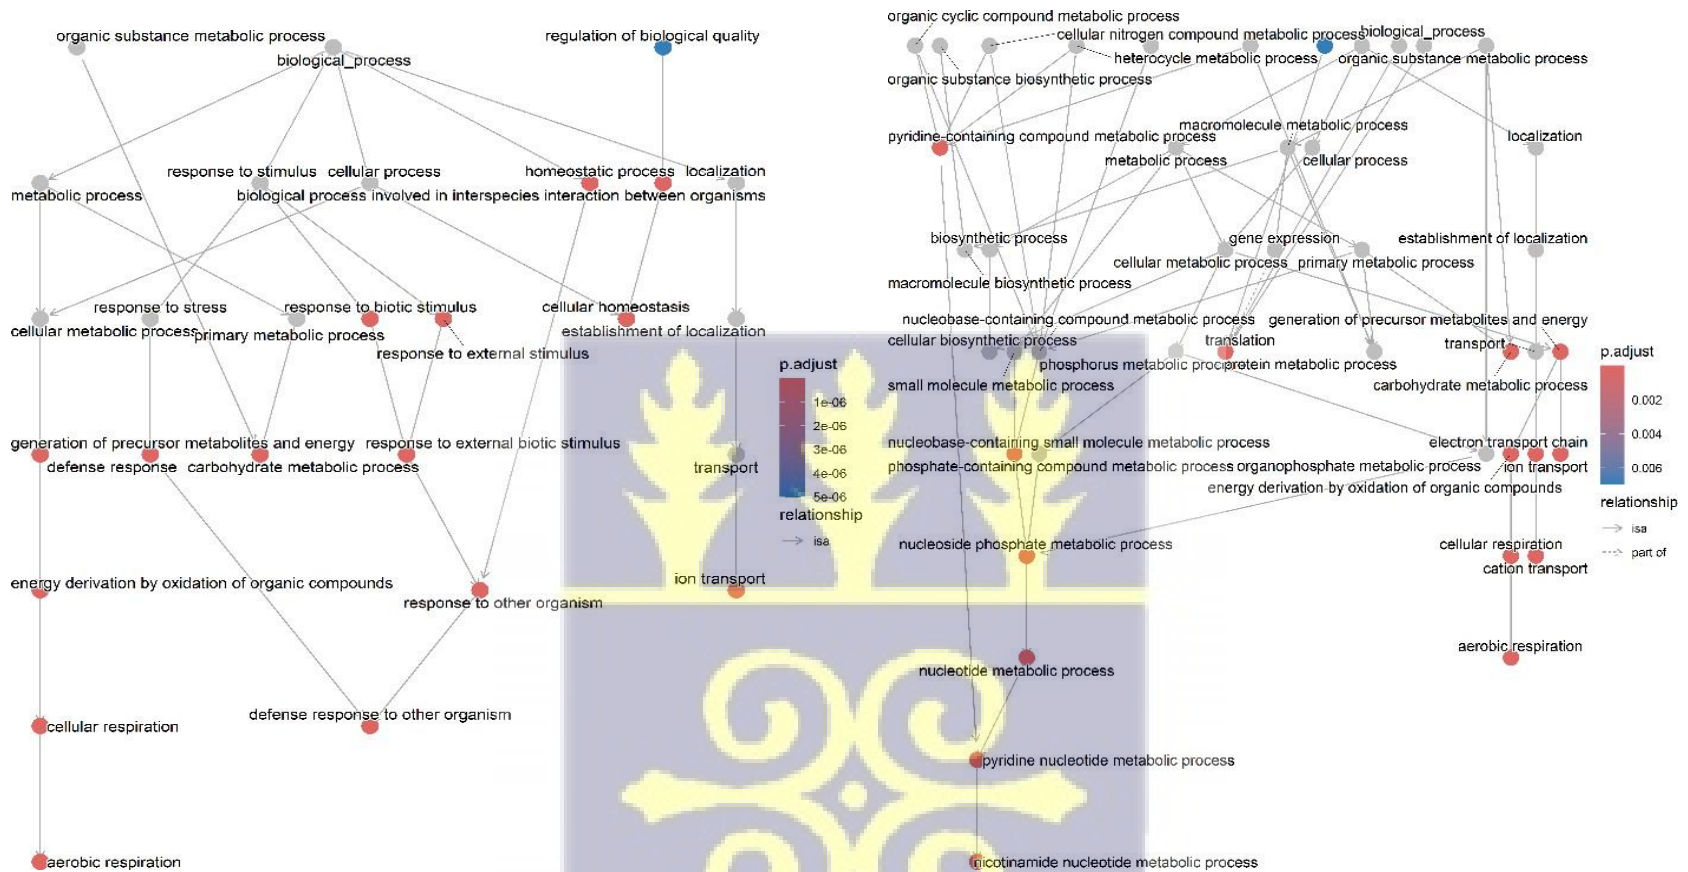 organic substance metabolic process
biological_process
regulation of biological quality
response to stimulus
cellular process
homeostatic process
localization
metabolic process
biological process involved in interspecies interaction between organisms
response to stress
response to biotic stimulus
cellular homeostasis
cellular metabolic process
primary metabolic process
establishment of localization
response to external stimulus
generation of precursor metabolites and energy
response to external biotic stimulus
defense response
carbohydrate metabolic process
transport
energy derivation by oxidation of organic compounds
ion transport
response to other organism
defense response to other organism
cellular respiration
aerobic respiration
p.adjust
1e-06
2e-06
3e-06
4e-06
5e-06
relationship
isa
organic cyclic compound metabolic process
cellular nitrogen compound metabolic process
biological_process
heterocycle metabolic process
organic substance metabolic process
organic substance biosynthetic process
macromolecule metabolic process
pyridine-containing compound metabolic process
localization
metabolic process
cellular process
biosynthetic process
gene expression
establishment of localization
cellular metabolic process
primary metabolic process
macromolecule biosynthetic process
nucleobase-containing compound metabolic process
generation of precursor metabolites and energy
cellular biosynthetic process
translation
transport
phosphorus metabolic process
protein metabolic process
small molecule metabolic process
carbohydrate metabolic process
nucleobase-containing small molecule metabolic process
electron transport chain
phosphate-containing compound metabolic process
organophosphate metabolic process
ion transport
energy derivation by oxidation of organic compounds
nucleoside phosphate metabolic process
cellular respiration
cation transport
aerobic respiration
nucleotide metabolic process
pyridine nucleotide metabolic process
nicotinamide nucleotide metabolic process
p.adjust
0.002
0.004
0.006
relationship
isa
part of